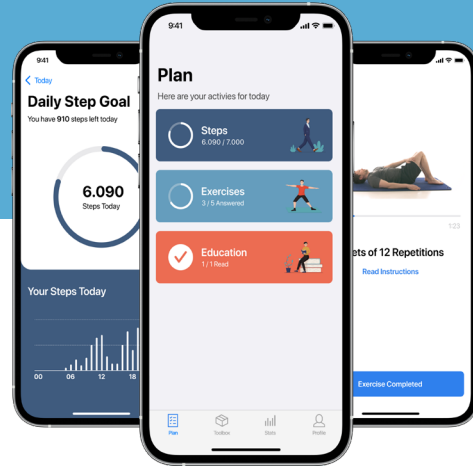 9:41
Today
Daily Step Goal
You have 910 steps left today
6.090
Steps Today
Your Steps Today
00 06 12 18
9:41
Plan
Here are your activies for today
Steps
6.090 / 7.000
Exercises
3 / 5 Answered
Education
1 / 1 Read
Plan Toolbox Stats Profile
1:23
ets of 12 Repetitions
Read Instructions
Exercise Completed